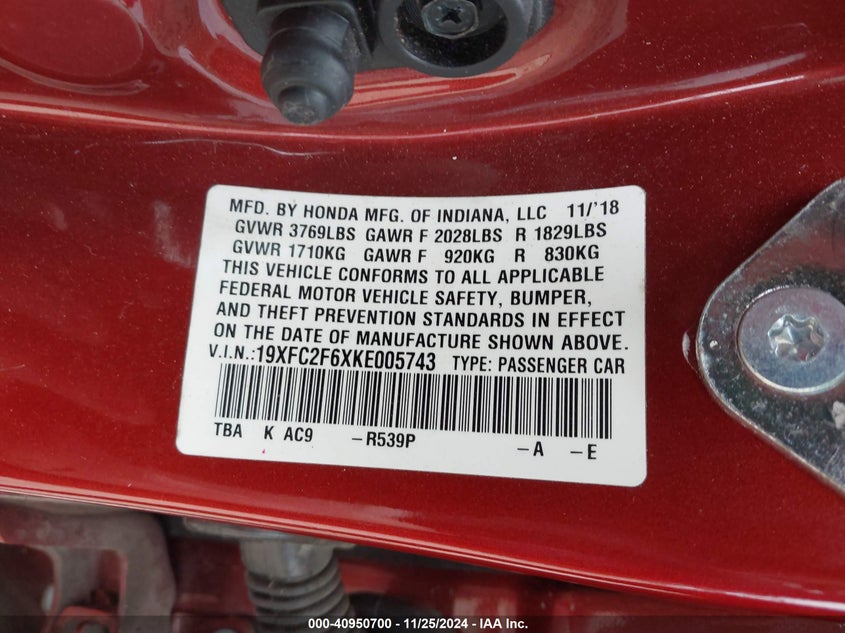 MFD. BY HONDA MFG. OF INDIANA, LLC 11/'18
GVWR 3769LBS GAWR F 2028LBS R 1829LBS
GVWR 1710KG GAWR F 920KG R 830KG
THIS VEHICLE CONFORMS TO ALL APPLICABLE
FEDERAL MOTOR VEHICLE SAFETY, BUMPER,
AND THEFT PREVENTION STANDARDS IN EFFECT
ON THE DATE OF MANUFACTURE SHOWN ABOVE.
V.I.N.:19XFC2F6XKE005743 TYPE: PASSENGER CAR
TBA K AC9 -R539P -A -E
000-40950700 - 11/25/2024 - IAA Inc.